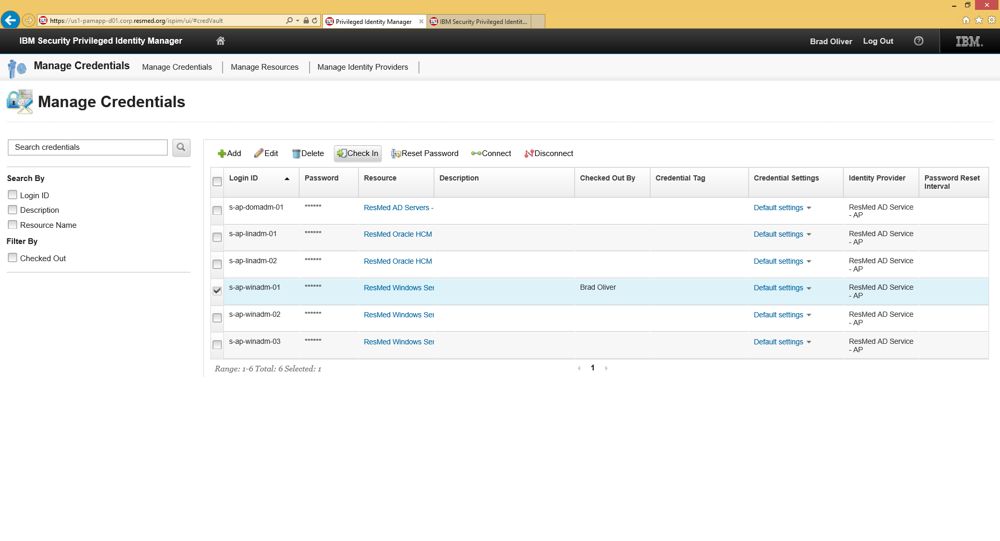 https://us1-pamapp-d01.corp.resmed.org/ispim/ui/#credVault
Privileged Identity Manager
IBM Security Privileged Identit...
IBM Security Privileged Identity Manager
Brad Oliver
Log Out
IBM.
Manage Credentials
Manage Credentials
Manage Resources
Manage Identity Providers
Manage Credentials
Search credentials
Search By
Login ID
Description
Resource Name
Filter By
Checked Out
Add
Edit
Delete
Check In
Reset Password
Connect
Disconnect
Login ID
Password
Resource
Description
Checked Out By
Credential Tag
Credential Settings
Identity Provider
Password Reset
Interval
s-ap-domadm-01
******
ResMed AD Servers -
Default settings
ResMed AD Service
- AP
s-ap-linadm-01
******
ResMed Oracle HCM
Default settings
ResMed AD Service
- AP
s-ap-linadm-02
******
ResMed Oracle HCM
Default settings
ResMed AD Service
- AP
s-ap-winadm-01
******
ResMed Windows Ser
Brad Oliver
Default settings
ResMed AD Service
- AP
s-ap-winadm-02
******
ResMed Windows Ser
Default settings
ResMed AD Service
- AP
s-ap-winadm-03
******
ResMed Windows Ser
Default settings
ResMed AD Service
- AP
Range: 1-6 Total: 6 Selected: 1
1